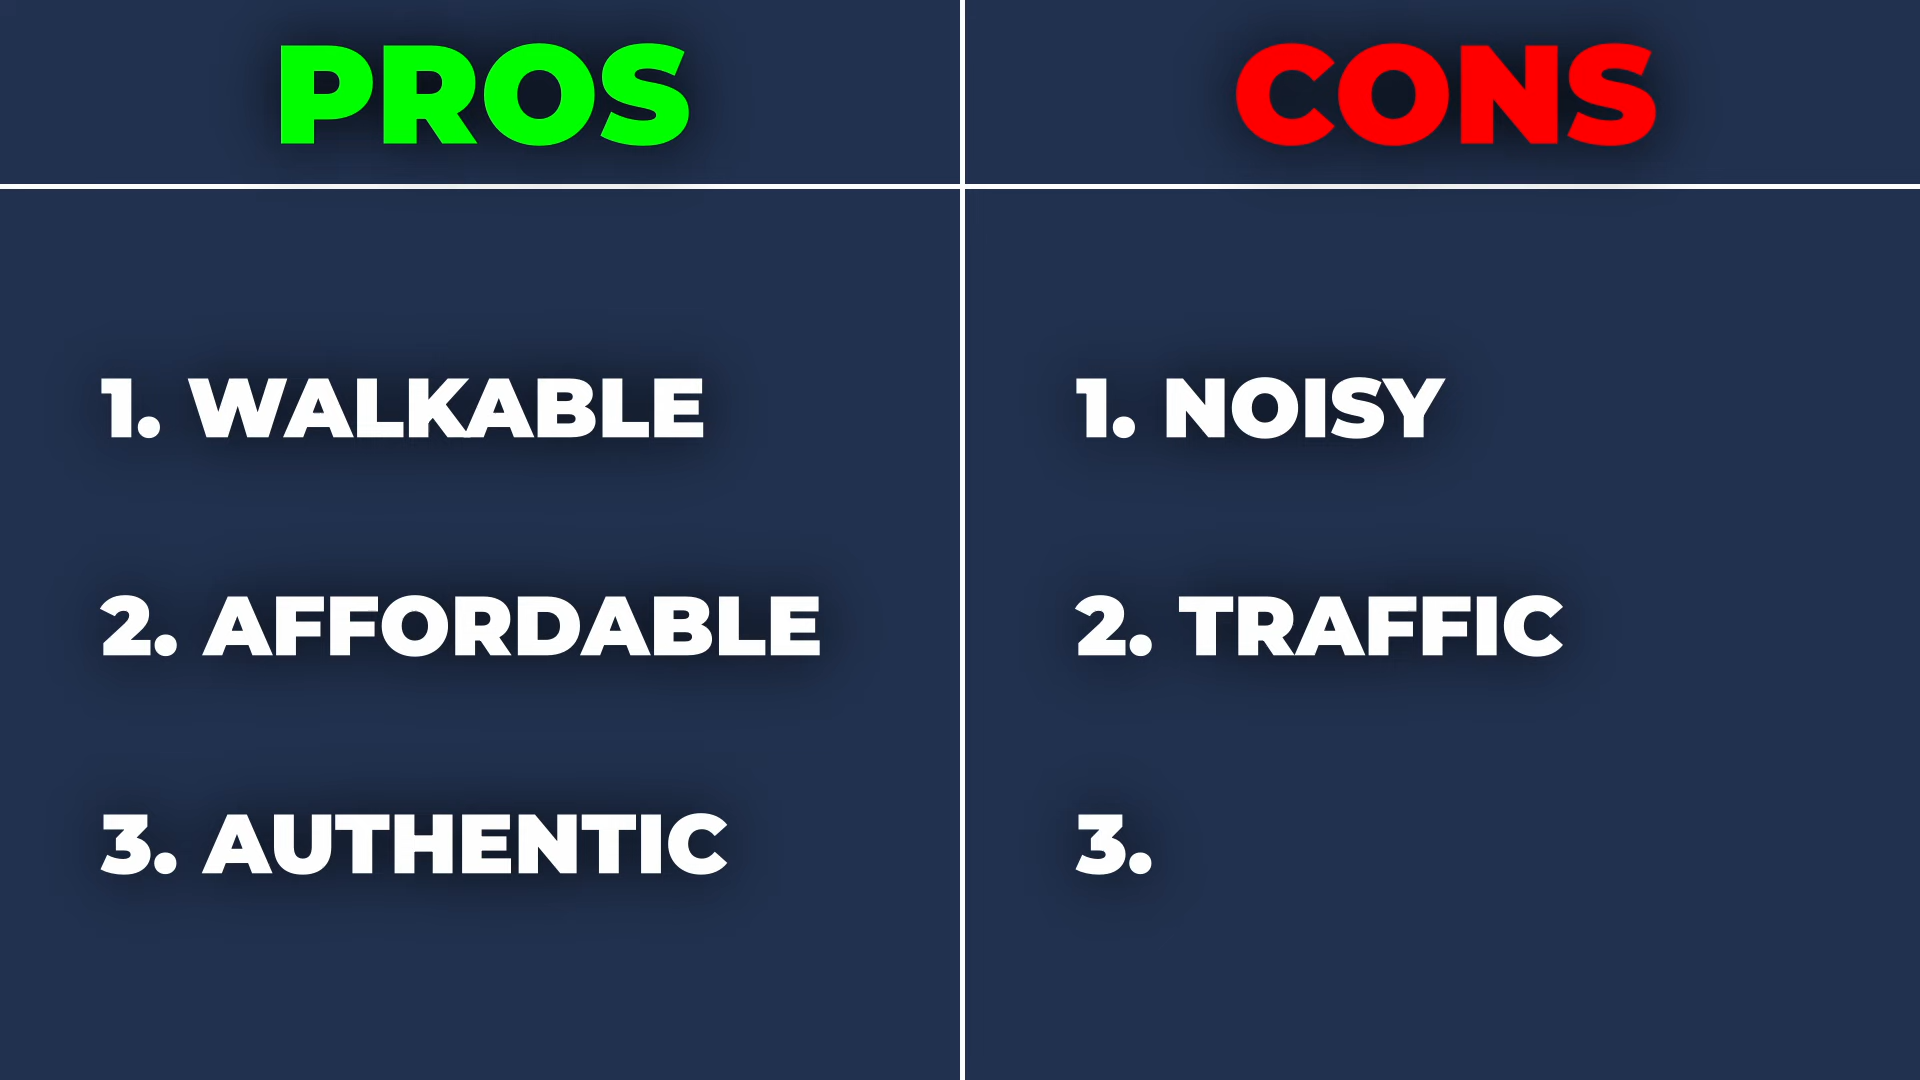 PROS
CONS
1. WALKABLE
2. AFFORDABLE
3. AUTHENTIC
1. NOISY
2. TRAFFIC
3.